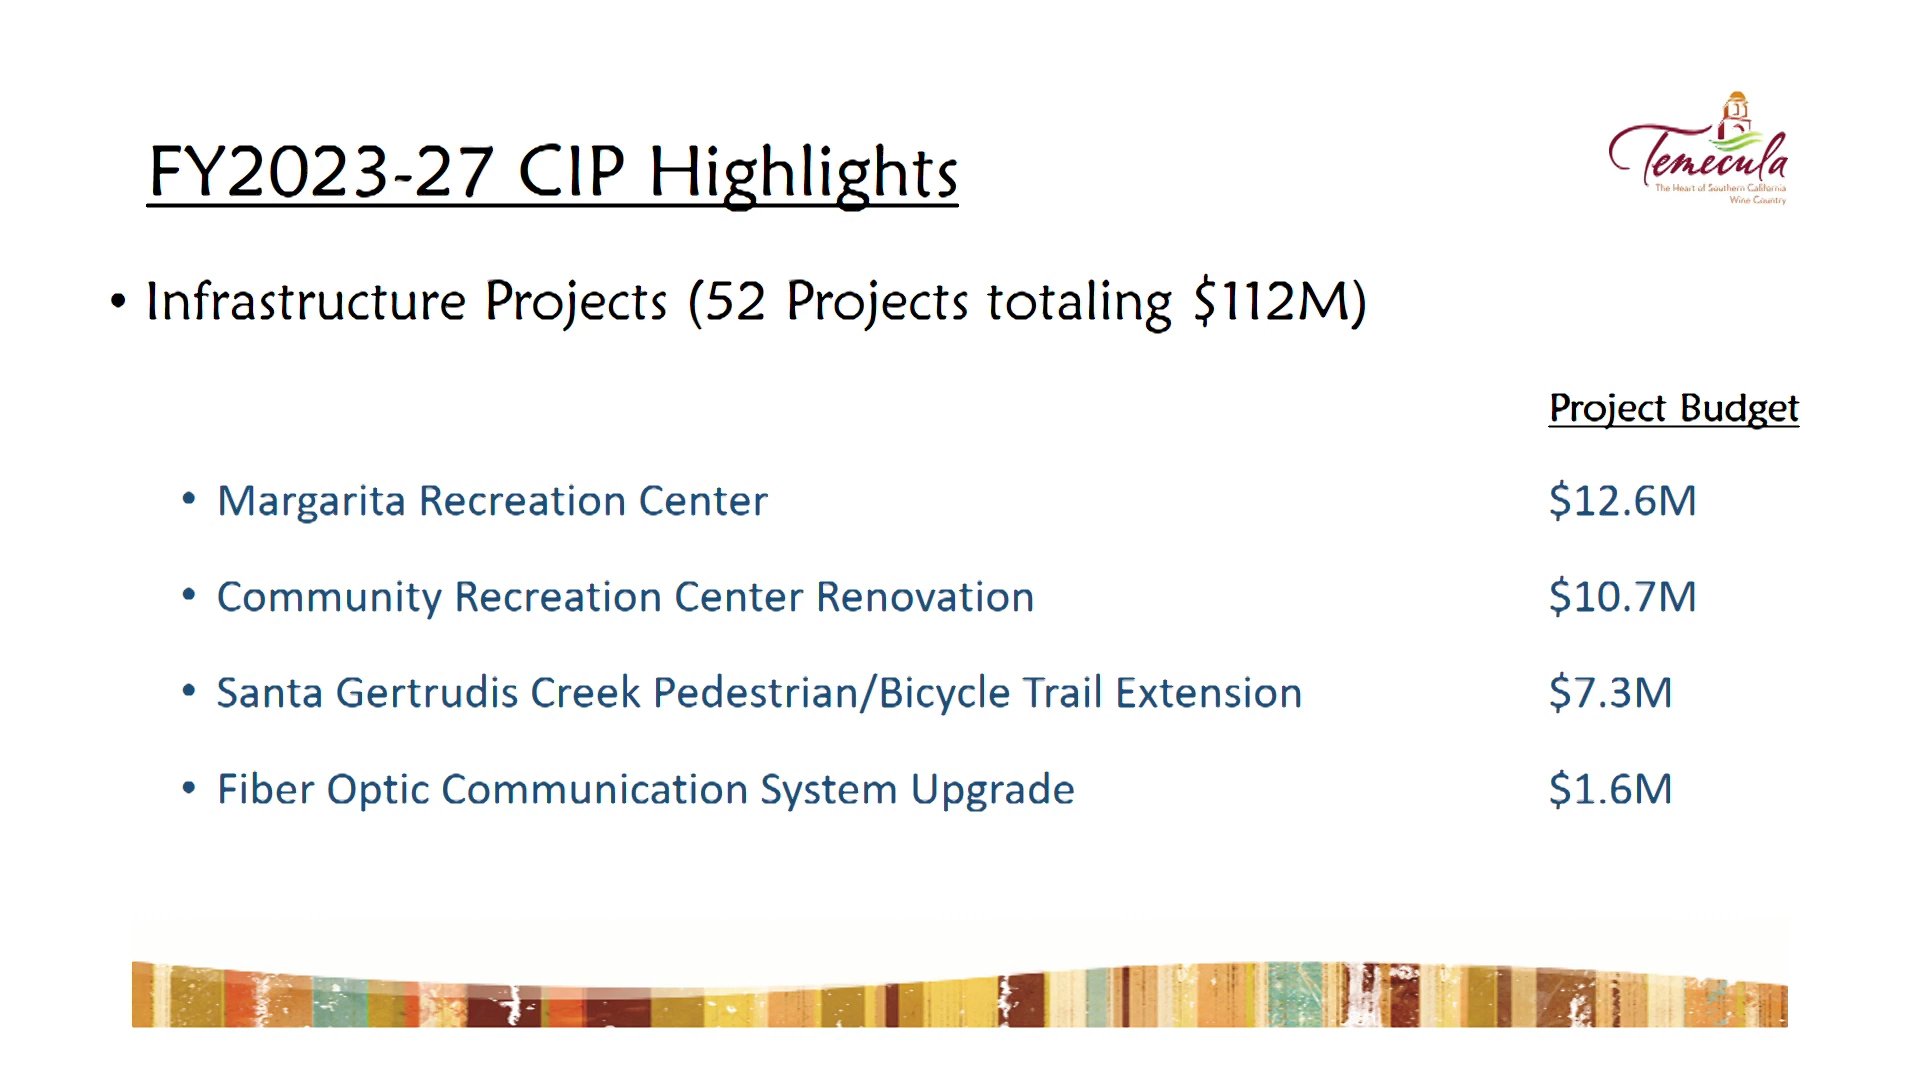 FY2023-27 CIP Highlights
Temecula
The Heart of Southern California
Wine Country
• Infrastructure Projects (52 Projects totaling $112M)
Project Budget
• Margarita Recreation Center $12.6M
• Community Recreation Center Renovation $10.7M
• Santa Gertrudis Creek Pedestrian/Bicycle Trail Extension $7.3M
• Fiber Optic Communication System Upgrade $1.6M